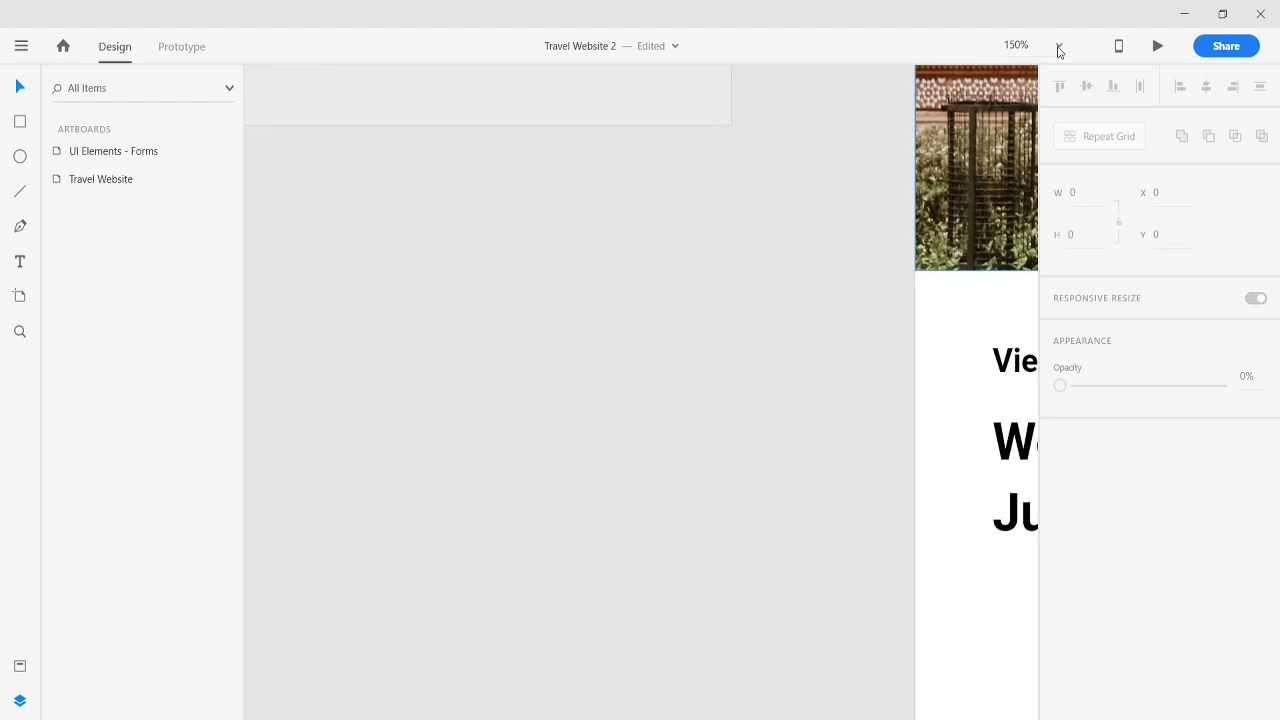 Design
Prototype
Travel Website 2 — Edited
150%
Share
All Items
ARTBOARDS
UI Elements - Forms
Travel Website
Repeat Grid
W 0
X 0
H 0
Y 0
RESPONSIVE RESIZE
APPEARANCE
Opacity
0%
Vie
W
Ju